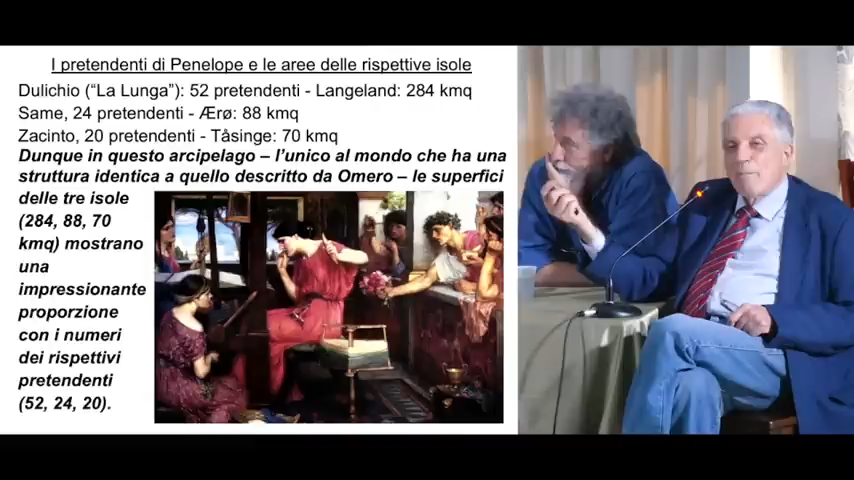 I pretendenti di Penelope e le aree delle rispettive isole
Dulichio (“La Lunga”): 52 pretendenti - Langeland: 284 kmq
Same, 24 pretendenti - Ærø: 88 kmq
Zacinto, 20 pretendenti - Tåsinge: 70 kmq
Dunque in questo arcipelago – l’unico al mondo che ha una
struttura identica a quello descritto da Omero – le superfici
delle tre isole
(284, 88, 70
kmq) mostrano
una
impressionante
proporzione
con i numeri
dei rispettivi
pretendenti
(52, 24, 20).